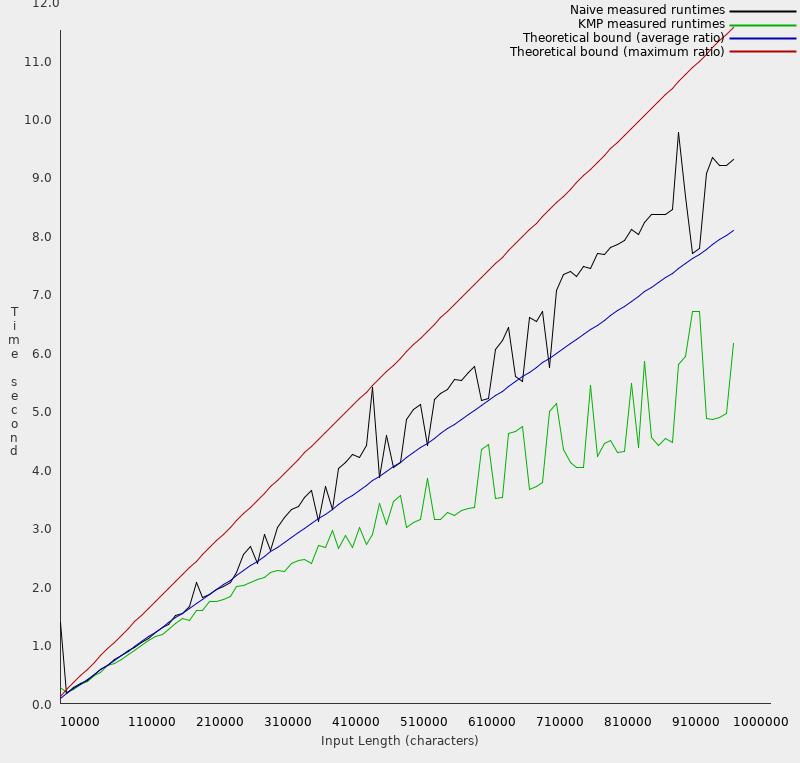 12.0
Naive measured runtimes
KMP measured runtimes
Theoretical bound (average ratio)
Theoretical bound (maximum ratio)
11.0
10.0
9.0
8.0
7.0
6.0
5.0
4.0
3.0
2.0
1.0
0.0
Time second
10000 110000 210000 310000 410000 510000 610000 710000 810000 910000 1000000
Input Length (characters)